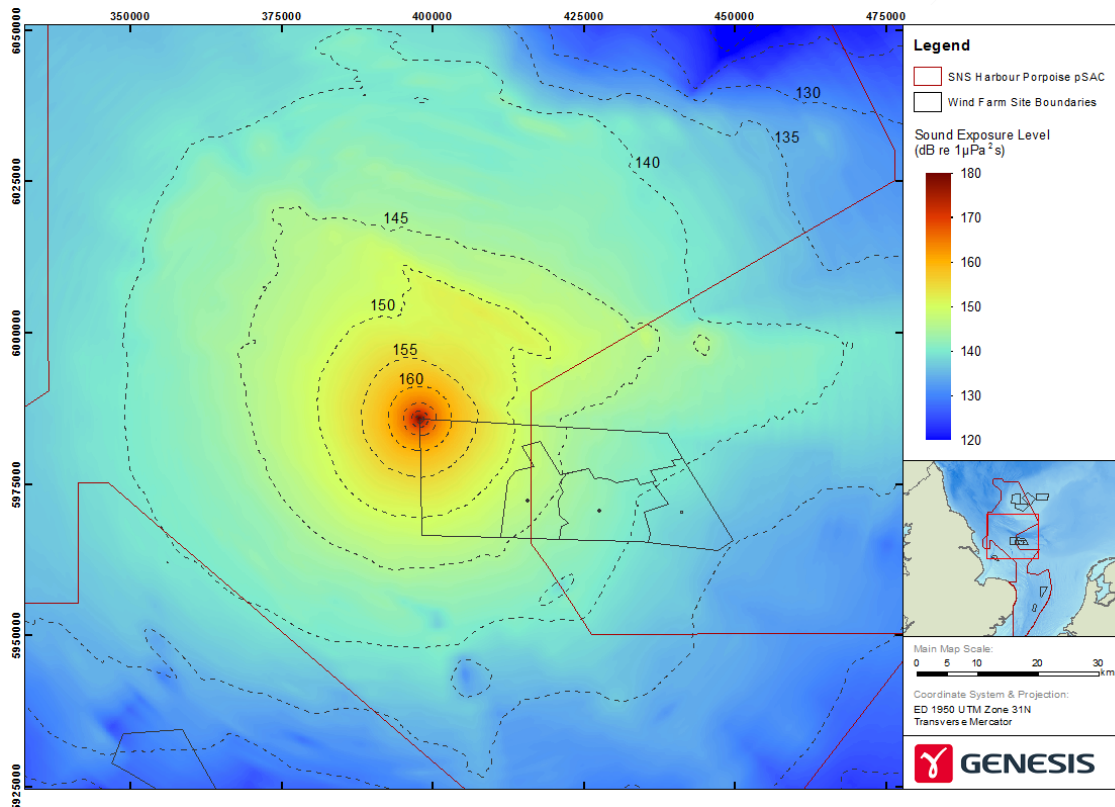 350000 375000 400000 425000 450000 475000
6050000
6025000
6000000
5975000
5950000
5925000
130
135
140
145
150
155
160
Legend
SNS Harbour Porpoise pSAC
Wind Farm Site Boundaries
Sound Exposure Level
(dB re 1µPa²s)
180
170
160
150
140
130
120
Main Map Scale:
0 5 10 20 30
km
Coordinate System & Projection:
ED 1950 UTM Zone 31N
Transverse Mercator
GENESIS